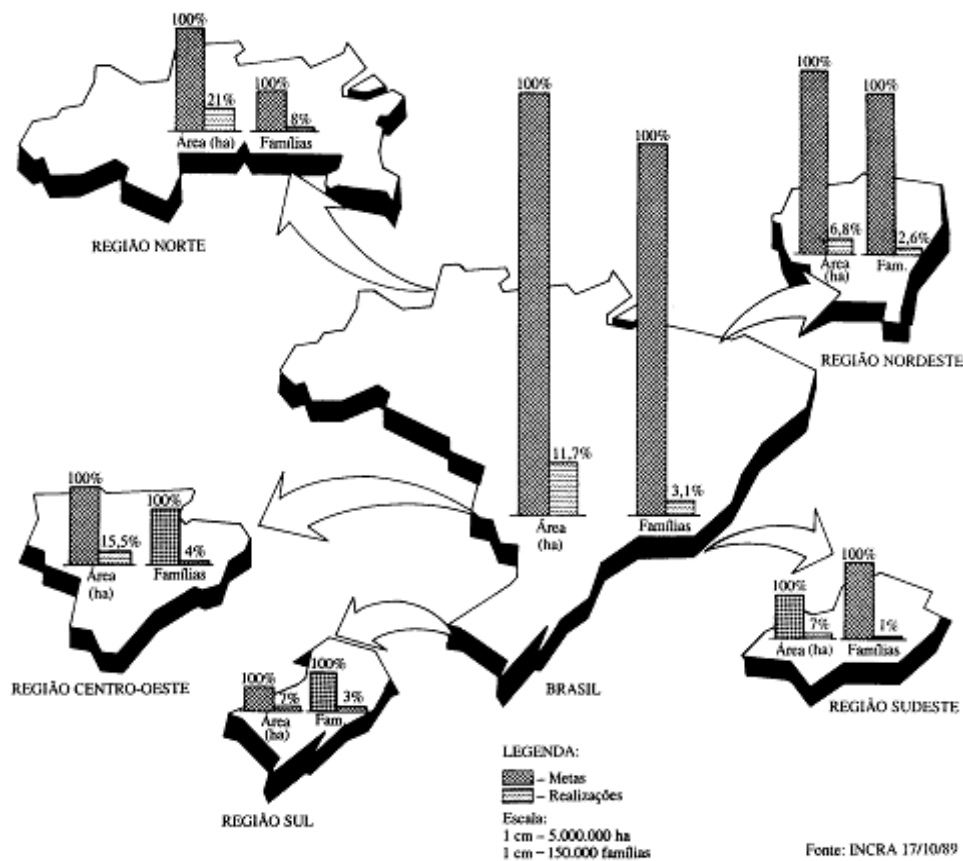 100%
21%
100%
8%
Área (ha)
Famílias
REGIÃO NORTE
100%
100%
11,7%
3,1%
Área
(ha)
Famílias
BRASIL
100%
100%
6,8%
2,6%
Área
(ha)
Fam.
REGIÃO NORDESTE
100%
100%
15,5%
4%
Área
(ha)
Famílias
REGIÃO CENTRO-OESTE
100%
100%
7%
3%
Área
(ha)
Fam.
REGIÃO SUL
100%
100%
7%
1%
Área (ha)
Famílias
REGIÃO SUDESTE
LEGENDA:
– Metas
– Realizações
Escala:
1 cm – 5.000.000 ha
1 cm – 150.000 famílias
Fonte: INCRA 17/10/89